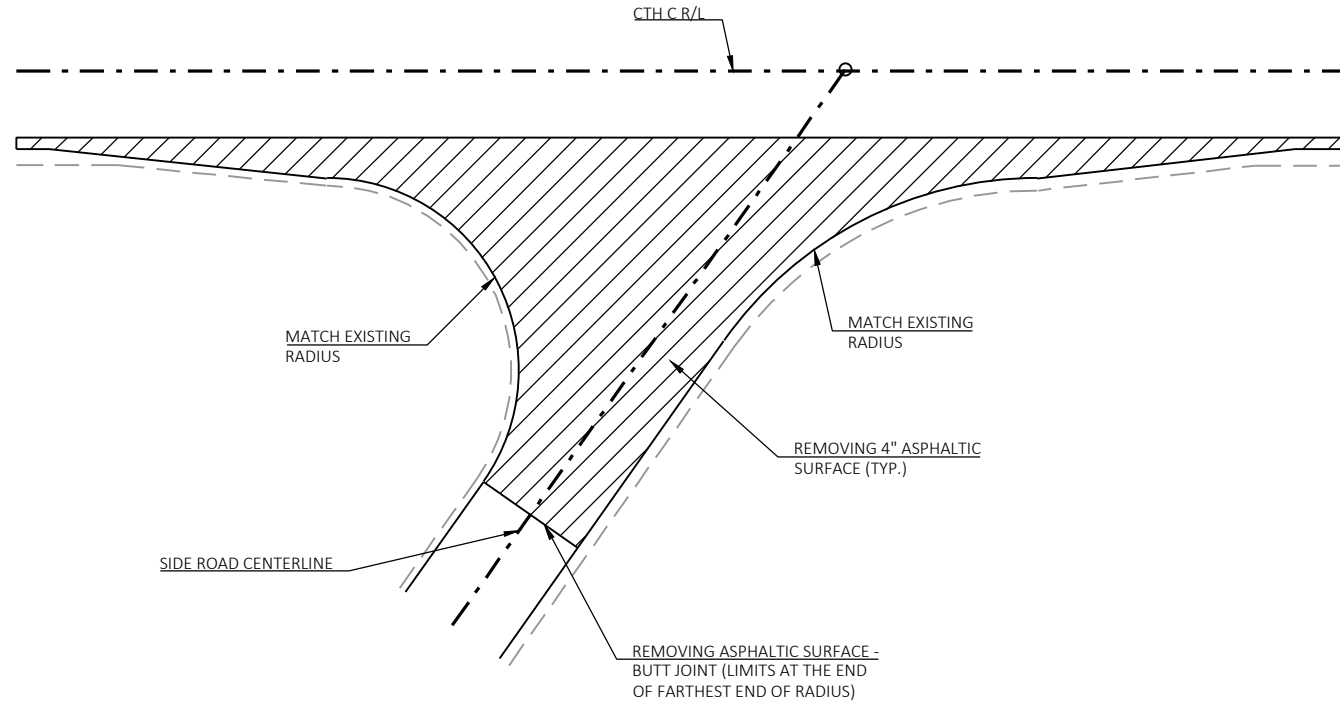 CTH C R/L
MATCH EXISTING
RADIUS
MATCH EXISTING
RADIUS
REMOVING 4" ASPHALTIC
SURFACE (TYP.)
SIDE ROAD CENTERLINE
REMOVING ASPHALTIC SURFACE -
BUTT JOINT (LIMITS AT THE END
OF FARTHEST END OF RADIUS)